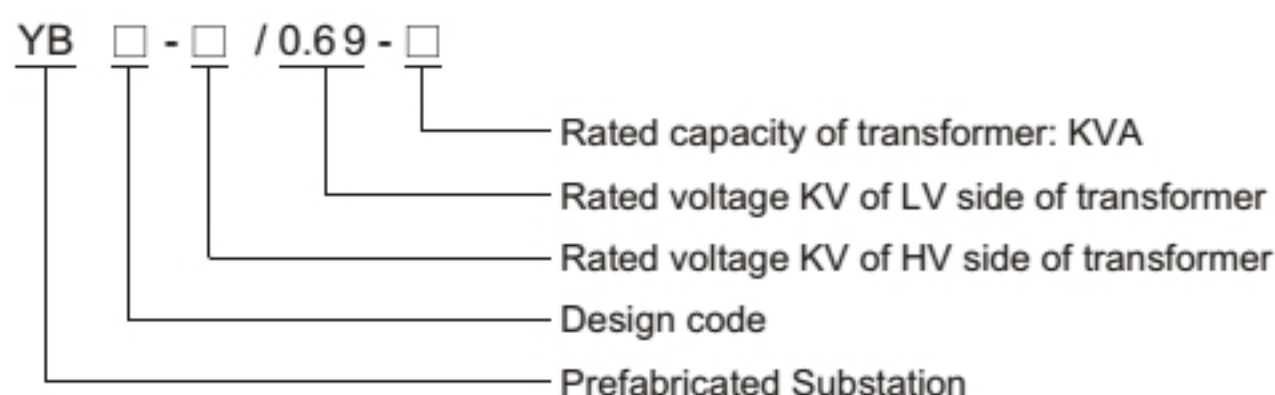 YB □ - □ / 0.69 - □
Rated capacity of transformer: KVA
Rated voltage KV of LV side of transformer
Rated voltage KV of HV side of transformer
Design code
Prefabricated Substation